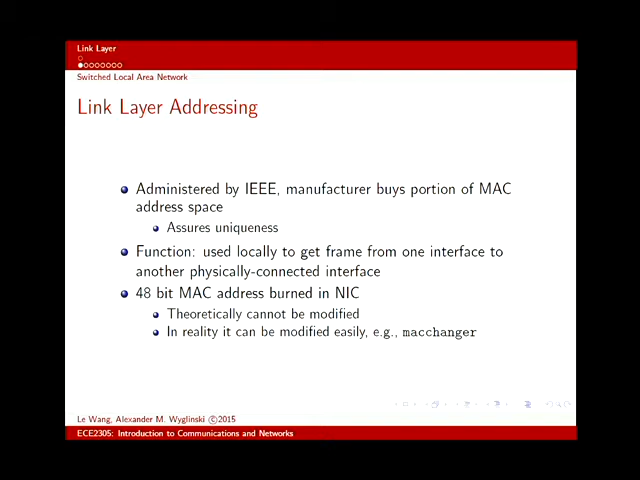 Link Layer
Switched Local Area Network
Link Layer Addressing
Administered by IEEE, manufacturer buys portion of MAC
address space
Assures uniqueness
Function: used locally to get frame from one interface to
another physically-connected interface
48 bit MAC address burned in NIC
Theoretically cannot be modified
In reality it can be modified easily, e.g., macchanger
Le Wang, Alexander M. Wyglinski ©2015
ECE2305: Introduction to Communications and Networks